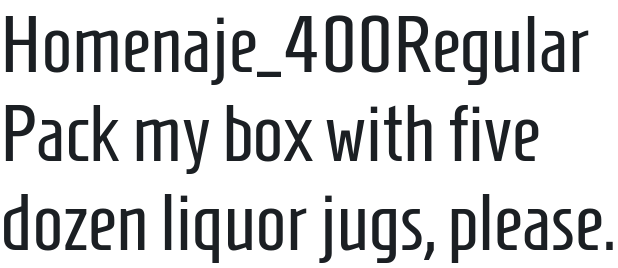 Homenaje_400Regular
Pack my box with five
dozen liquor jugs, please.